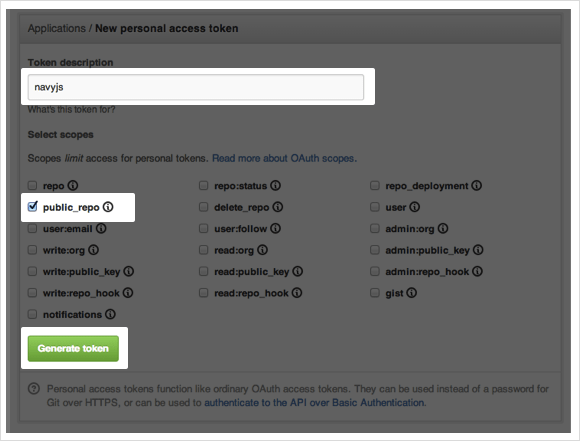 Applications / New personal access token
Token description
navyjs
What's this token for?
Select scopes
Scopes limit access for personal tokens. Read more about OAuth scopes.
repo repo:status repo_deployment
public_repo delete_repo user
user:email user:follow admin:org
write:org read:org admin:public_key
write:public_key read:public_key admin:repo_hook
write:repo_hook read:repo_hook gist
notifications
Generate token
Personal access tokens function like ordinary OAuth access tokens. They can be used instead of a password for
Git over HTTPS, or can be used to authenticate to the API over Basic Authentication.